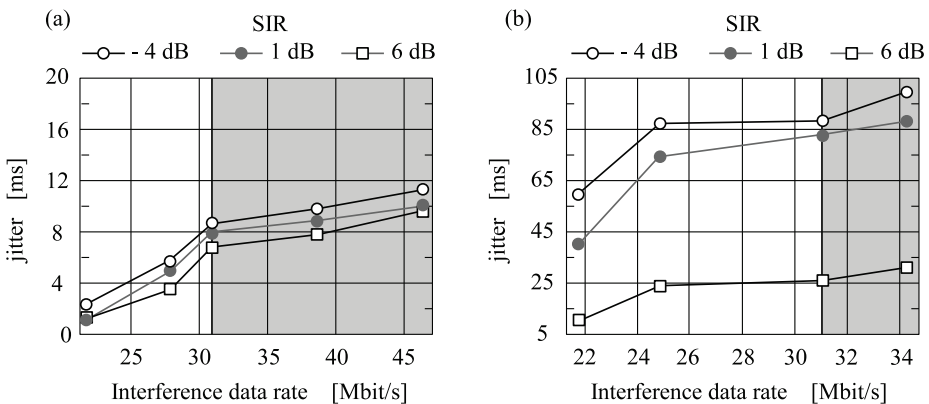 (a)
SIR
- 4 dB 1 dB 6 dB
20
16
12
8
4
0
jitter [ms]
25 30 35 40 45
Interference data rate [Mbit/s]
(b)
SIR
- 4 dB 1 dB 6 dB
105
85
65
45
25
5
jitter [ms]
22 24 26 28 30 32 34
Interference data rate [Mbit/s]